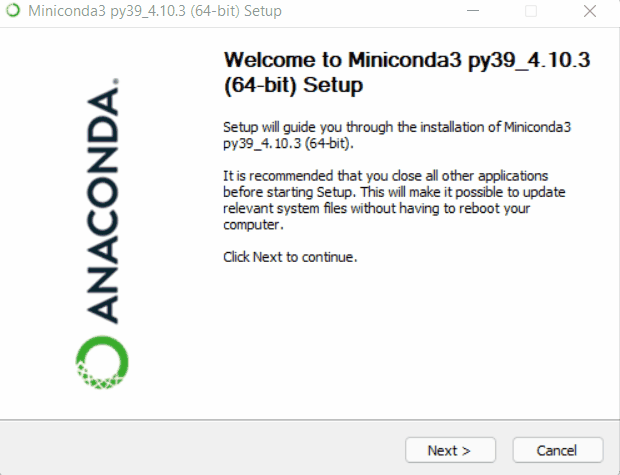 Miniconda3 py39_4.10.3 (64-bit) Setup
Welcome to Miniconda3 py39_4.10.3
(64-bit) Setup
Setup will guide you through the installation of Miniconda3
py39_4.10.3 (64-bit).
It is recommended that you close all other applications
before starting Setup. This will make it possible to update
relevant system files without having to reboot your
computer.
Click Next to continue.
ANACONDA.
Next >
Cancel